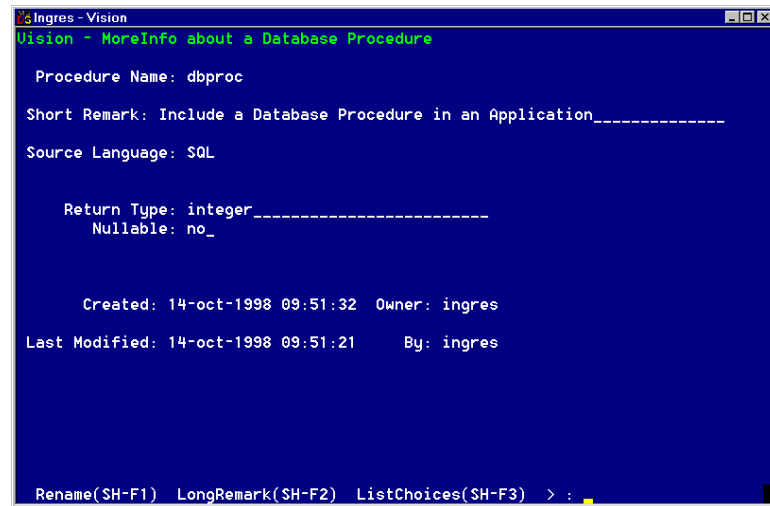 Ingres - Vision
Vision - MoreInfo about a Database Procedure
Procedure Name: dbproc
Short Remark: Include a Database Procedure in an Application______________
Source Language: SQL
Return Type: integer_________________________
Nullable: no_
Created: 14-oct-1998 09:51:32 Owner: ingres
Last Modified: 14-oct-1998 09:51:21 By: ingres
Rename(SH-F1) LongRemark(SH-F2) ListChoices(SH-F3) > : _